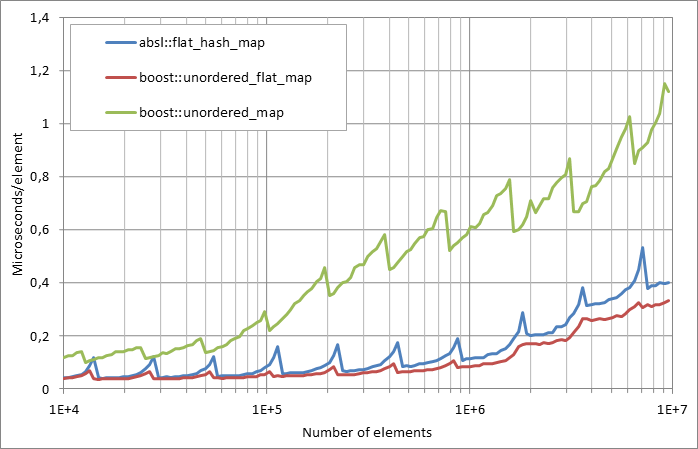 1,4
1,2
1
0,8
0,6
0,4
0,2
0
Microseconds/element
absl::flat_hash_map
boost::unordered_flat_map
boost::unordered_map
1E+4 1E+5 1E+6 1E+7
Number of elements